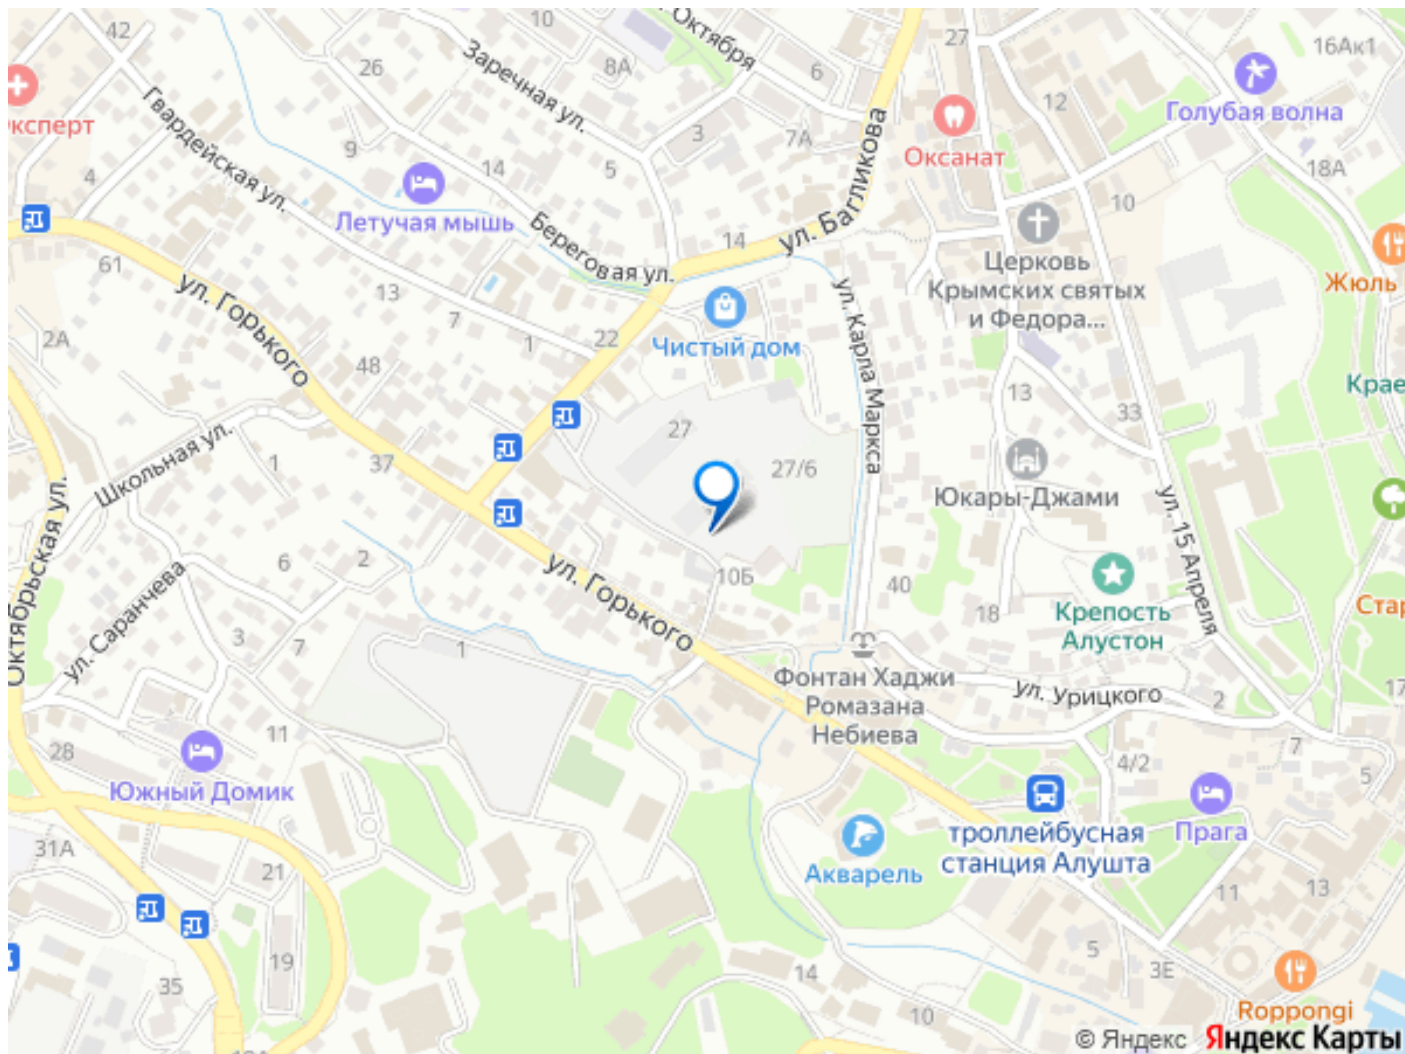 42
10
Октября
27
16Ак1
Заречная ул.
26
8А
6
12
Голубая волна
Эксперт
Гвардейская ул.
3
7А
ул. Багликова
Оксанат
9
14
5
18А
4
Летучая мышь
10
Береговая ул.
14
Церковь
Крымских святых
и Федора...
61
ул. Горького
13
7
22
1
Чистый дом
ул. Карла Маркса
Жюль
2А
48
13
33
Крае
27
27/6
Школьная ул.
1
37
Юкары-Джами
ул. 15 Апреля
Октябрьская ул.
6
2
ул. Горького
10Б
40
18
Крепость
Алустон
Стар
ул. Саранчева
3
7
1
Фонтан Хаджи
Ромазана
Небиева
ул. Урицкого
2
17
11
28
Южный Домик
4/2
7
5
троллейбусная
станция Алушта
Прага
31А
21
Акварель
11
13
19
5
3Е
35
14
10
Roppongi
© Яндекс Яндекс Карты